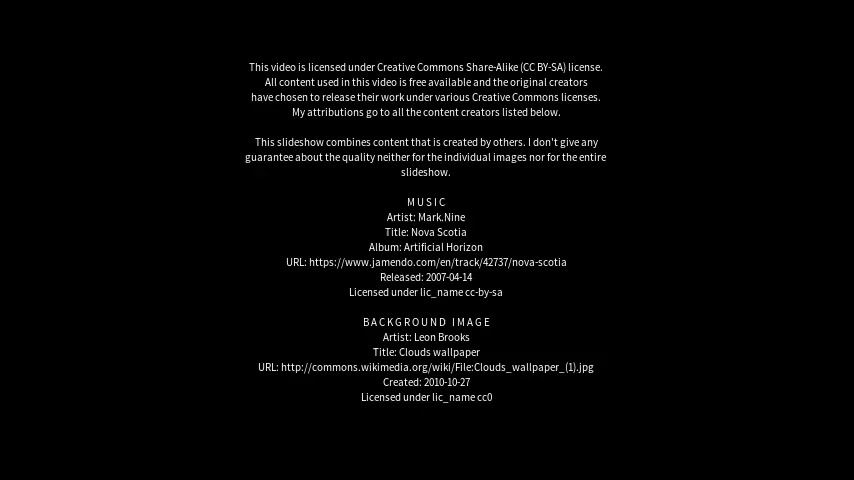 This video is licensed under Creative Commons Share-Alike (CC BY-SA) license.
All content used in this video is free available and the original creators
have chosen to release their work under various Creative Commons licenses.
My attributions go to all the content creators listed below.
This slideshow combines content that is created by others. I don't give any
guarantee about the quality neither for the individual images nor for the entire
slideshow.
MUSIC
Artist: Mark.Nine
Title: Nova Scotia
Album: Artificial Horizon
URL: https://www.jamendo.com/en/track/42737/nova-scotia
Released: 2007-04-14
Licensed under lic_name cc-by-sa
BACKGROUND IMAGE
Artist: Leon Brooks
Title: Clouds wallpaper
URL: http://commons.wikimedia.org/wiki/File:Clouds_wallpaper_(1).jpg
Created: 2010-10-27
Licensed under lic_name cc0